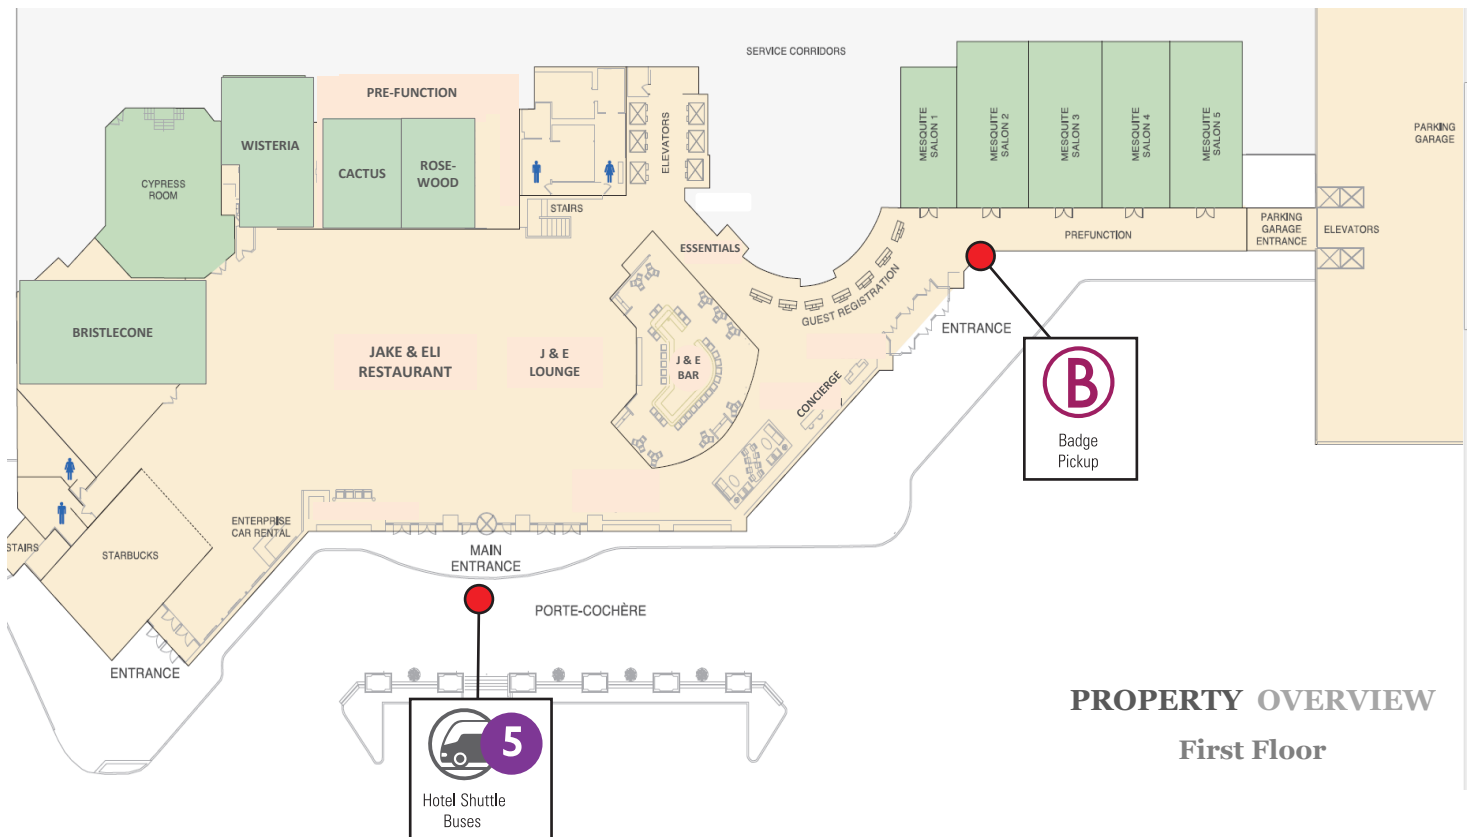 SERVICE CORRIDORS
PRE-FUNCTION
WISTERIA
CYPRESS
ROOM
CACTUS
ROSE-
WOOD
ELEVATORS
STAIRS
MESQUITE
SALON 1
MESQUITE
SALON 2
MESQUITE
SALON 3
MESQUITE
SALON 4
MESQUITE
SALON 5
PARKING
GARAGE
PREFUNCTION
PARKING
GARAGE
ENTRANCE
ELEVATORS
ESSENTIALS
GUEST REGISTRATION
ENTRANCE
BRISTLECONE
JAKE & ELI
RESTAURANT
J & E
LOUNGE
J & E
BAR
CONCIERGE
B
Badge
Pickup
ENTERPRISE
CAR RENTAL
STAIRS
STARBUCKS
MAIN
ENTRANCE
PORTE-COCHÈRE
ENTRANCE
5
Hotel Shuttle
Buses
PROPERTY OVERVIEW
First Floor